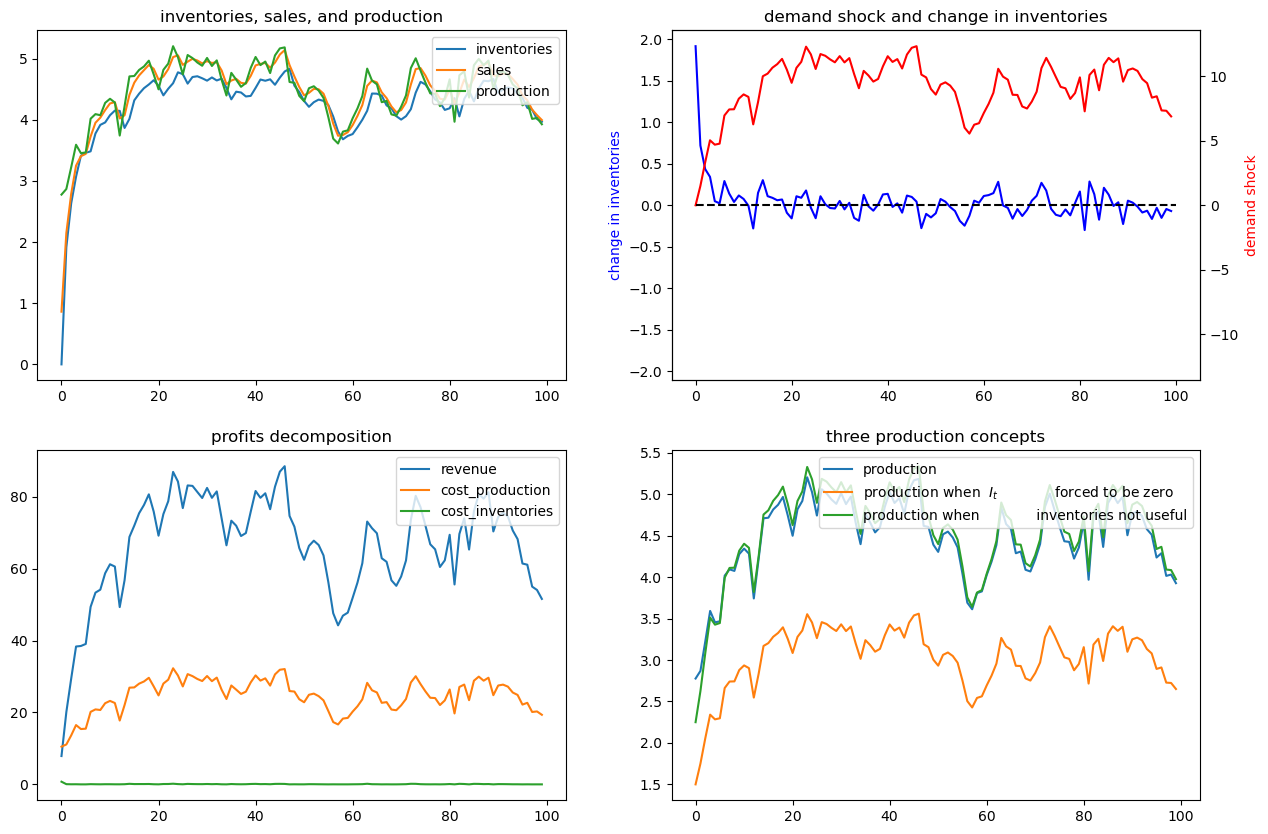 inventories, sales, and production
inventories
sales
production
5
4
3
2
1
0
0 20 40 60 80 100
demand shock and change in inventories
change in inventories
2.0
1.5
1.0
0.5
0.0
−0.5
−1.0
−1.5
−2.0
10
5
0
−5
−10
demand shock
0 20 40 60 80 100
profits decomposition
revenue
cost_production
cost_inventories
80
60
40
20
0
0 20 40 60 80 100
three production concepts
production
production when I_t forced to be zero
production when inventories not useful
5.5
5.0
4.5
4.0
3.5
3.0
2.5
2.0
1.5
0 20 40 60 80 100